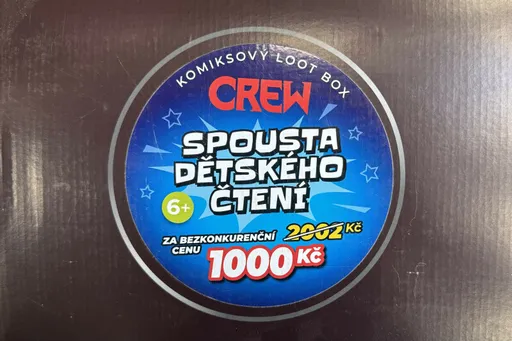 KOMIKSOVÝ LOOT BOX
CREW
SPOUSTA
DĚTSKÉHO
ČTENÍ
6+
ZA BEZKONKURENČNÍ
CENU
2002 Kč
1000 Kč